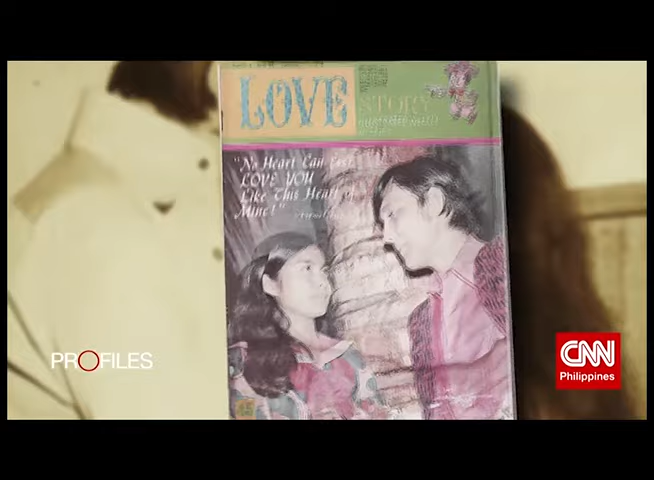 LOVE
STORY
"No Heart Can Ever
LOVE YOU
Like This Heart of
Mine!"
PROFILES
CNN
Philippines